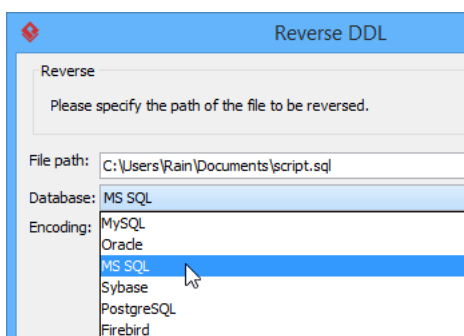 Reverse DDL
Reverse
Please specify the path of the file to be reversed.
File path: C:\Users\Rain\Documents\script.sql
Database: MS SQL
Encoding: MySQL
Oracle
MS SQL
Sybase
PostgreSQL
Firebird